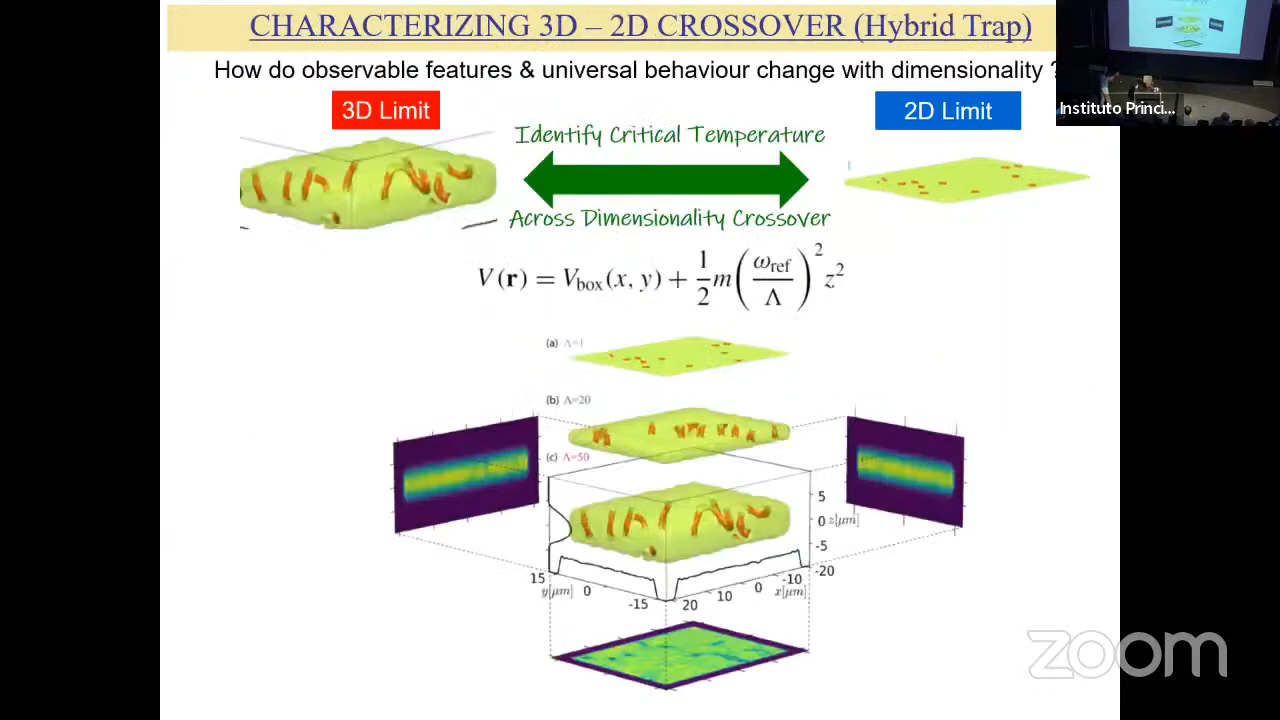 CHARACTERIZING 3D – 2D CROSSOVER (Hybrid Trap)
How do observable features & universal behaviour change with dimensionality ?
Instituto Princi...
3D Limit
2D Limit
Identify Critical Temperature
Across Dimensionality Crossover
V(r) = V_box(x, y) + 1/2 m (ω_ref/Λ)^2 z^2
(a) Λ=1
(b) Λ=20
(c) Λ=50
5
0 z[μm]
-5
-20
15
y[μm]
0
-15
20
10
0
-10
x[μm]
zoom